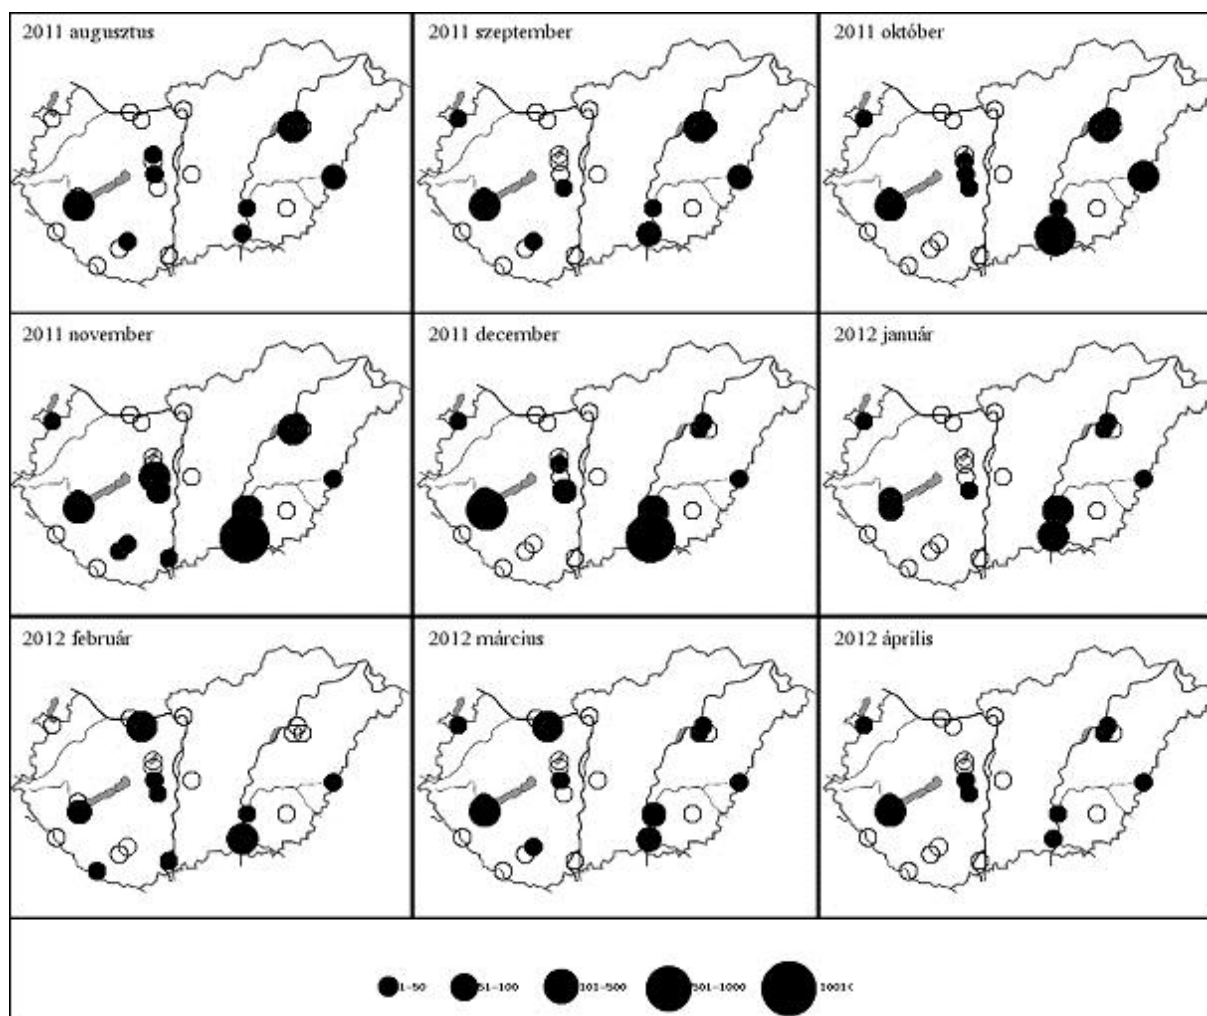 2011 augusztus
2011 szeptember
2011 október
2011 november
2011 december
2012 január
2012 február
2012 március
2012 április
1-50
51-100
101-500
501-1000
1001<